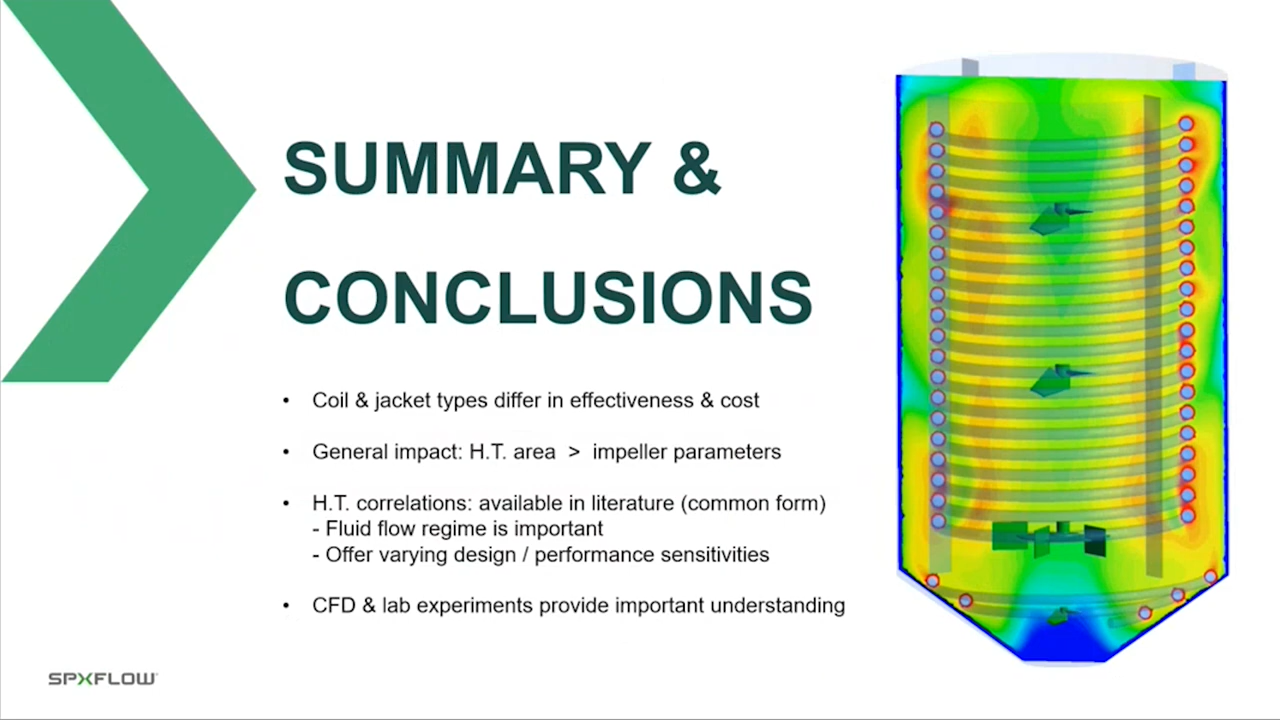 SUMMARY &
CONCLUSIONS
• Coil & jacket types differ in effectiveness & cost
• General impact: H.T. area > impeller parameters
• H.T. correlations: available in literature (common form)
- Fluid flow regime is important
- Offer varying design / performance sensitivities
• CFD & lab experiments provide important understanding
SPXFLOW